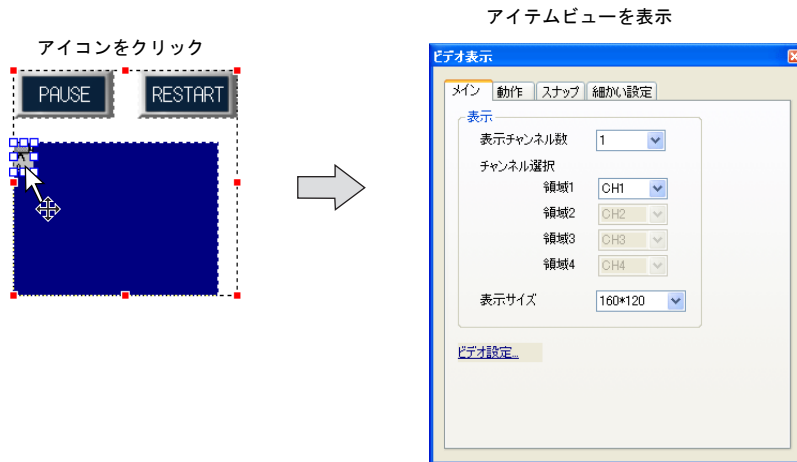 アイテムビューを表示
アイコンをクリック
PAUSE
RESTART
ビデオ表示
メイン 動作 スナップ 細かい設定
表示
表示チャンネル数 1
チャンネル選択
領域1 CH1
領域2 CH2
領域3 CH3
領域4 CH4
表示サイズ 160*120
ビデオ設定...